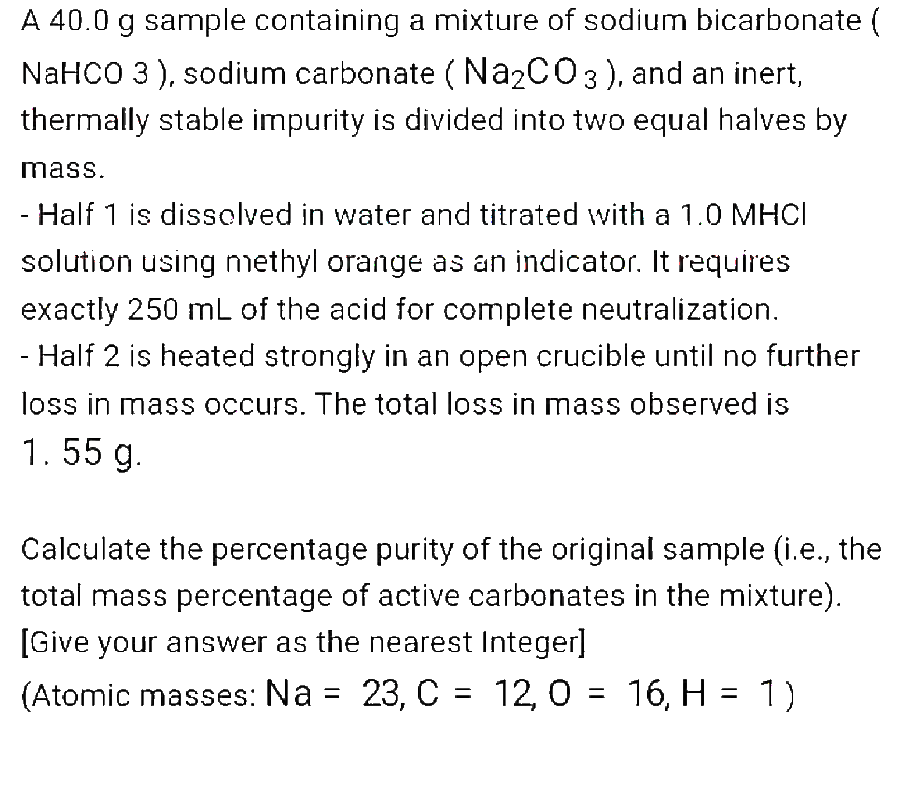 A 40.0 g sample containing a mixture of sodium bicarbonate (
NaHCO 3 ), sodium carbonate ( Na₂CO₃ ), and an inert,
thermally stable impurity is divided into two equal halves by
mass.
- Half 1 is dissolved in water and titrated with a 1.0 MHCl
solution using methyl orange as an indicator. It requires
exactly 250 mL of the acid for complete neutralization.
- Half 2 is heated strongly in an open crucible until no further
loss in mass occurs. The total loss in mass observed is
1. 55 g.
Calculate the percentage purity of the original sample (i.e., the
total mass percentage of active carbonates in the mixture).
[Give your answer as the nearest Integer]
(Atomic masses: Na = 23, C = 12, O = 16, H = 1 )